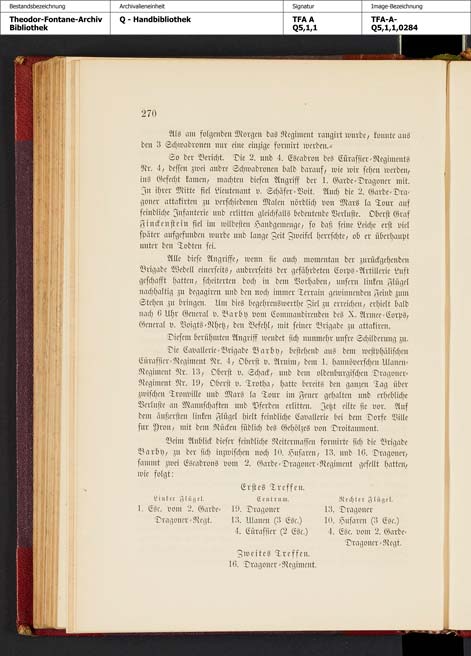 Bestandsbezeichnung
Archivalieneinheit
Signatur
Image-Bezeichnung
Theodor-Fontane-Archiv
Bibliothek
Q - Handbibliothek
TFA A
Q5,1,1
TFA-A-
Q5,1,1,0284
270
Als am folgenden Morgen das Regiment rangirt wurde, konnte aus
den 3 Schwadronen nur eine einzige formirt werden.«
So der Bericht. Die 2. und 4. Escadron des Cürassier-Regiments
Nr. 4, dessen zwei andre Schwadronen bald darauf, wie wir sehen werden,
ins Gefecht kamen, machten diesen Angriff der 1. Garde-Dragoner mit.
In ihrer Mitte fiel Lieutenant v. Schäfer-Voit. Auch die 2. Garde-Dra-
goner attakirten zu verschiedenen Malen nördlich von Mars la Tour auf
feindliche Infanterie und erlitten gleichfalls bedeutende Verluste. Oberst Graf
Finckenstein fiel im wildesten Handgemenge, so daß seine Leiche erst viel
später aufgefunden wurde und lange Zeit Zweifel herrschte, ob er überhaupt
unter den Todten sei.
Alle diese Angriffe, wenn sie auch momentan der zurückgehenden
Brigade Wedell einerseits, andrerseits der gefährdeten Corps-Artillerie Luft
geschafft hatten, scheiterten doch in dem Vorhaben, unsern linken Flügel
nachhaltig zu degagiren und den noch immer Terrain gewinnenden Feind zum
Stehen zu bringen. Um dies begehrenswerthe Ziel zu erreichen, erhielt bald
nach 6 Uhr General v. Barby vom Commandirenden des X. Armee-Corps,
General v. Voigts-Rhetz, den Befehl, mit seiner Brigade zu attakiren.
Diesem berühmten Angriff wendet sich nunmehr unsre Schilderung zu.
Die Cavallerie-Brigade Barby, bestehend aus dem westphälischen
Cürassier-Regiment Nr. 4, Oberst v. Arnim, dem 1. hannoverschen Ulanen-
Regiment Nr. 13, Oberst v. Schack, und dem oldenburgischen Dragoner-
Regiment Nr. 19, Oberst v. Trotha, hatte bereits den ganzen Tag über
zwischen Tronville und Mars la Tour im Feuer gehalten und erhebliche
Verluste an Mannschaften und Pferden erlitten. Jetzt eilte sie vor. Auf
dem äußersten linken Flügel hielt feindliche Cavallerie bei dem Dorfe Ville
sur Yron, mit dem Rücken südlich des Gehölzes von Droitaumont.
Beim Anblick dieser feindliche Reitermassen formirte sich die Brigade
Barby, zu der sich inzwischen noch 10. Husaren, 13. und 16. Dragoner,
sammt zwei Escadrons vom 2. Garde-Dragoner-Regiment gesellt hatten,
wie folgt:
Erstes Treffen.
Linker Flügel. Centrum. Rechter Flügel.
1. Esc. vom 2. Garde- 19. Dragoner 13. Dragoner
Dragoner-Regt. 13. Ulanen (3 Esc.) 10. Husaren (3 Esc.)
4. Cürassier (2 Esc.) 4. Esc. vom 2. Garde-
Dragoner-Regt.
Zweites Treffen.
16. Dragoner-Regiment.